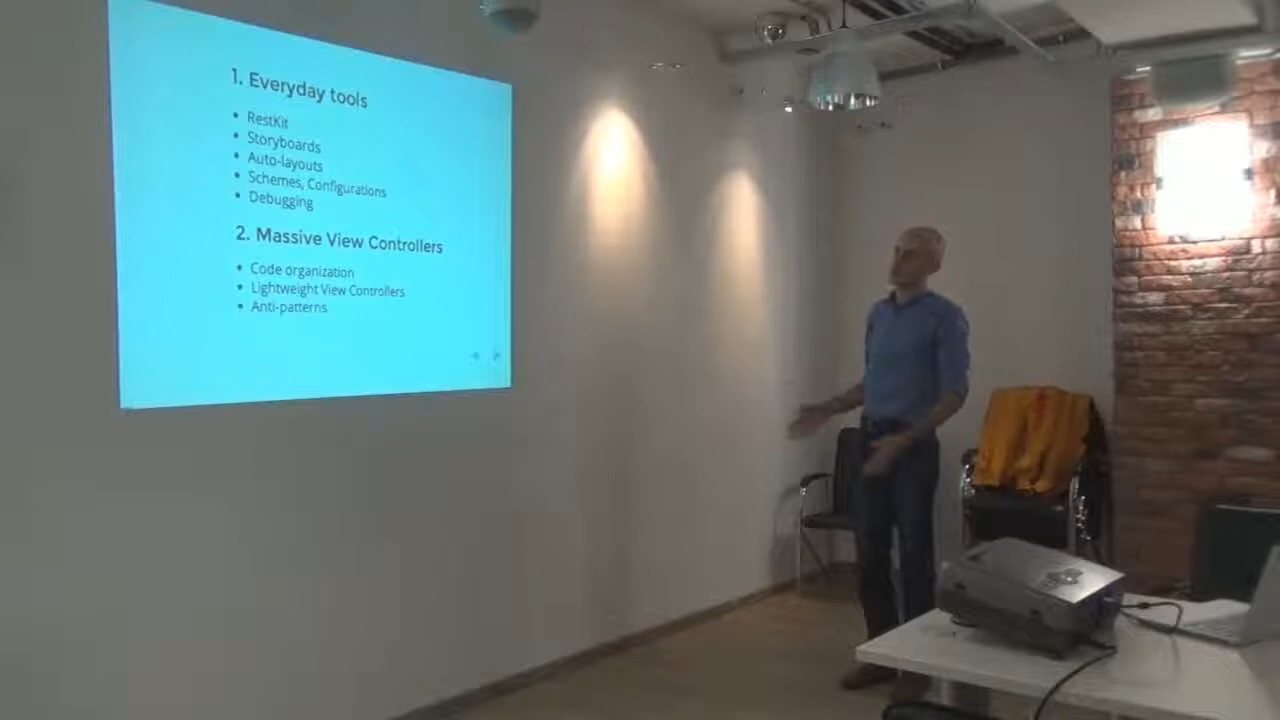 1. Everyday tools
• RestKit
• Storyboards
• Auto-layouts
• Schemes, Configurations
• Debugging
2. Massive View Controllers
• Code organization
• Lightweight View Controllers
• Anti-patterns